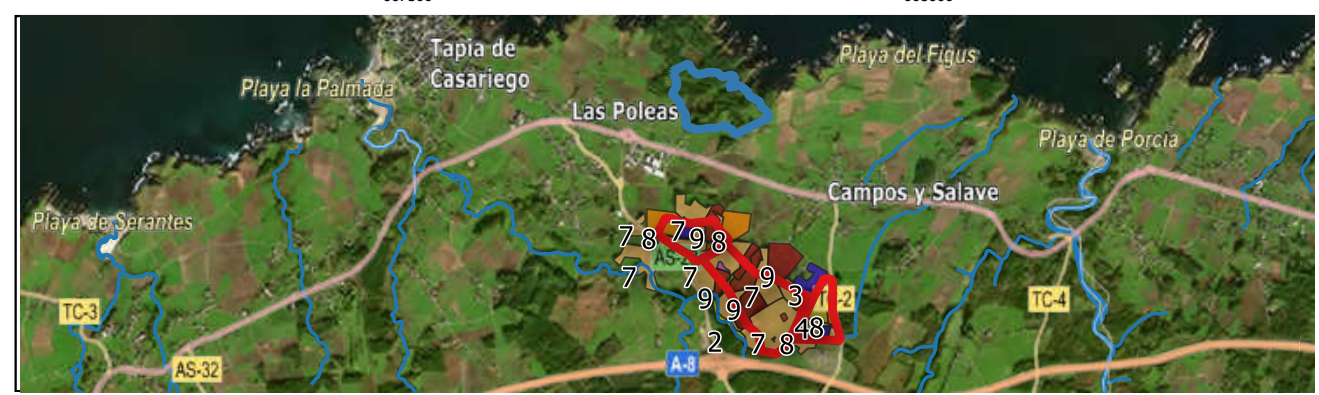 Tapia de
Casariego
Playa del Figus
Playa la Palmada
Las Poleas
Playa de Porcia
Campos y Salave
Playa de Serantes
7 8 7 9 8
7 7 9
9 9 7 3
TC-3
TC-4
48
2 7 8
A-8
AS-32